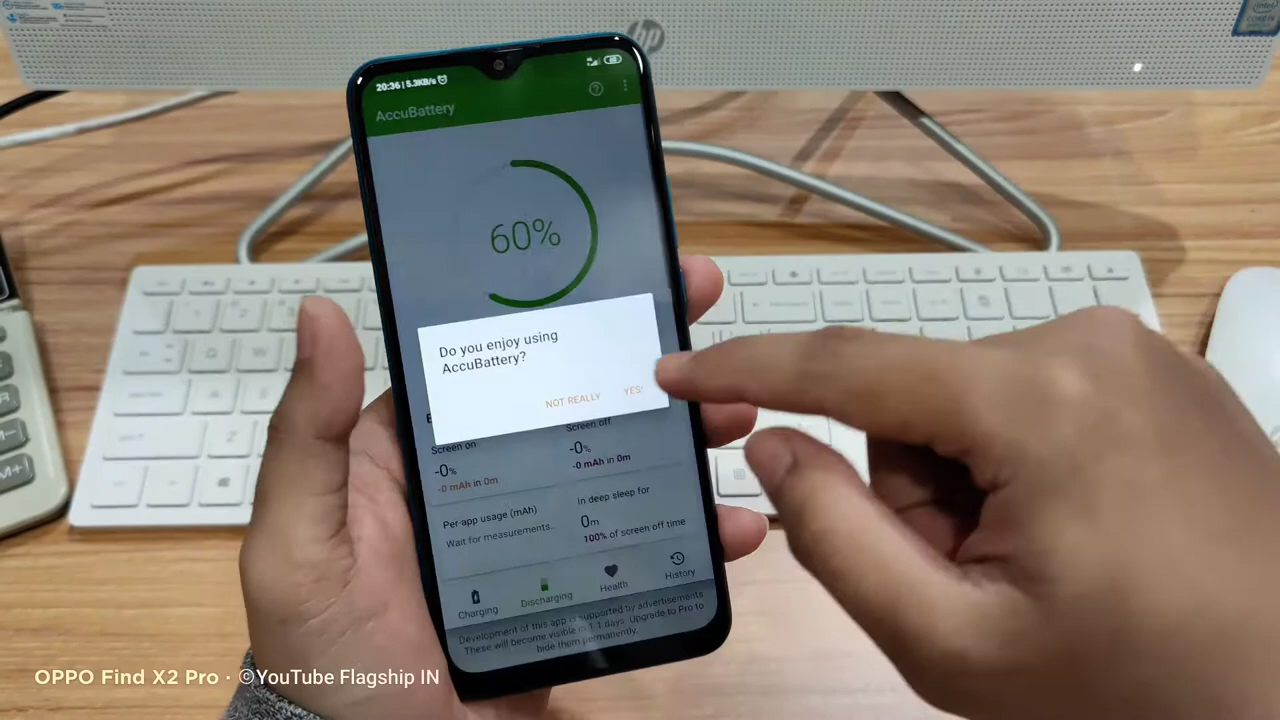 hp
intel
CORE i5
20:36 | 5.3KB/s
AccuBattery
60%
Do you enjoy using
AccuBattery?
NOT REALLY
YES!
Screen on
Screen off
-0%
-0%
-0 mAh in 0m
-0 mAh in 0m
Per-app usage (mAh)
In deep sleep for
Wait for measurements..
0m
100% of screen off time
Charging
Discharging
Health
History
Development of this app is supported by advertisements
These will become visible in 1.1 days. Upgrade to Pro to
hide them permanently.
M-
M+
OPPO Find X2 Pro · ©YouTube Flagship IN